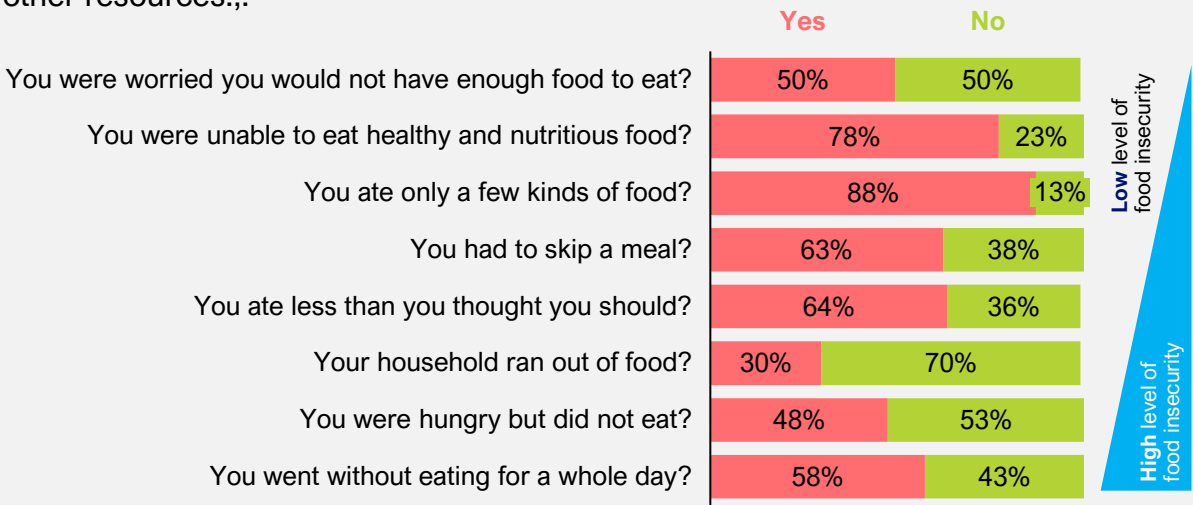 other resources.,.
Yes No
You were worried you would not have enough food to eat? 50% 50%
You were unable to eat healthy and nutritious food? 78% 23%
You ate only a few kinds of food? 88% 13%
You had to skip a meal? 63% 38%
You ate less than you thought you should? 64% 36%
Your household ran out of food? 30% 70%
You were hungry but did not eat? 48% 53%
You went without eating for a whole day? 58% 43%
Low level of
food insecurity
High level of
food insecurity